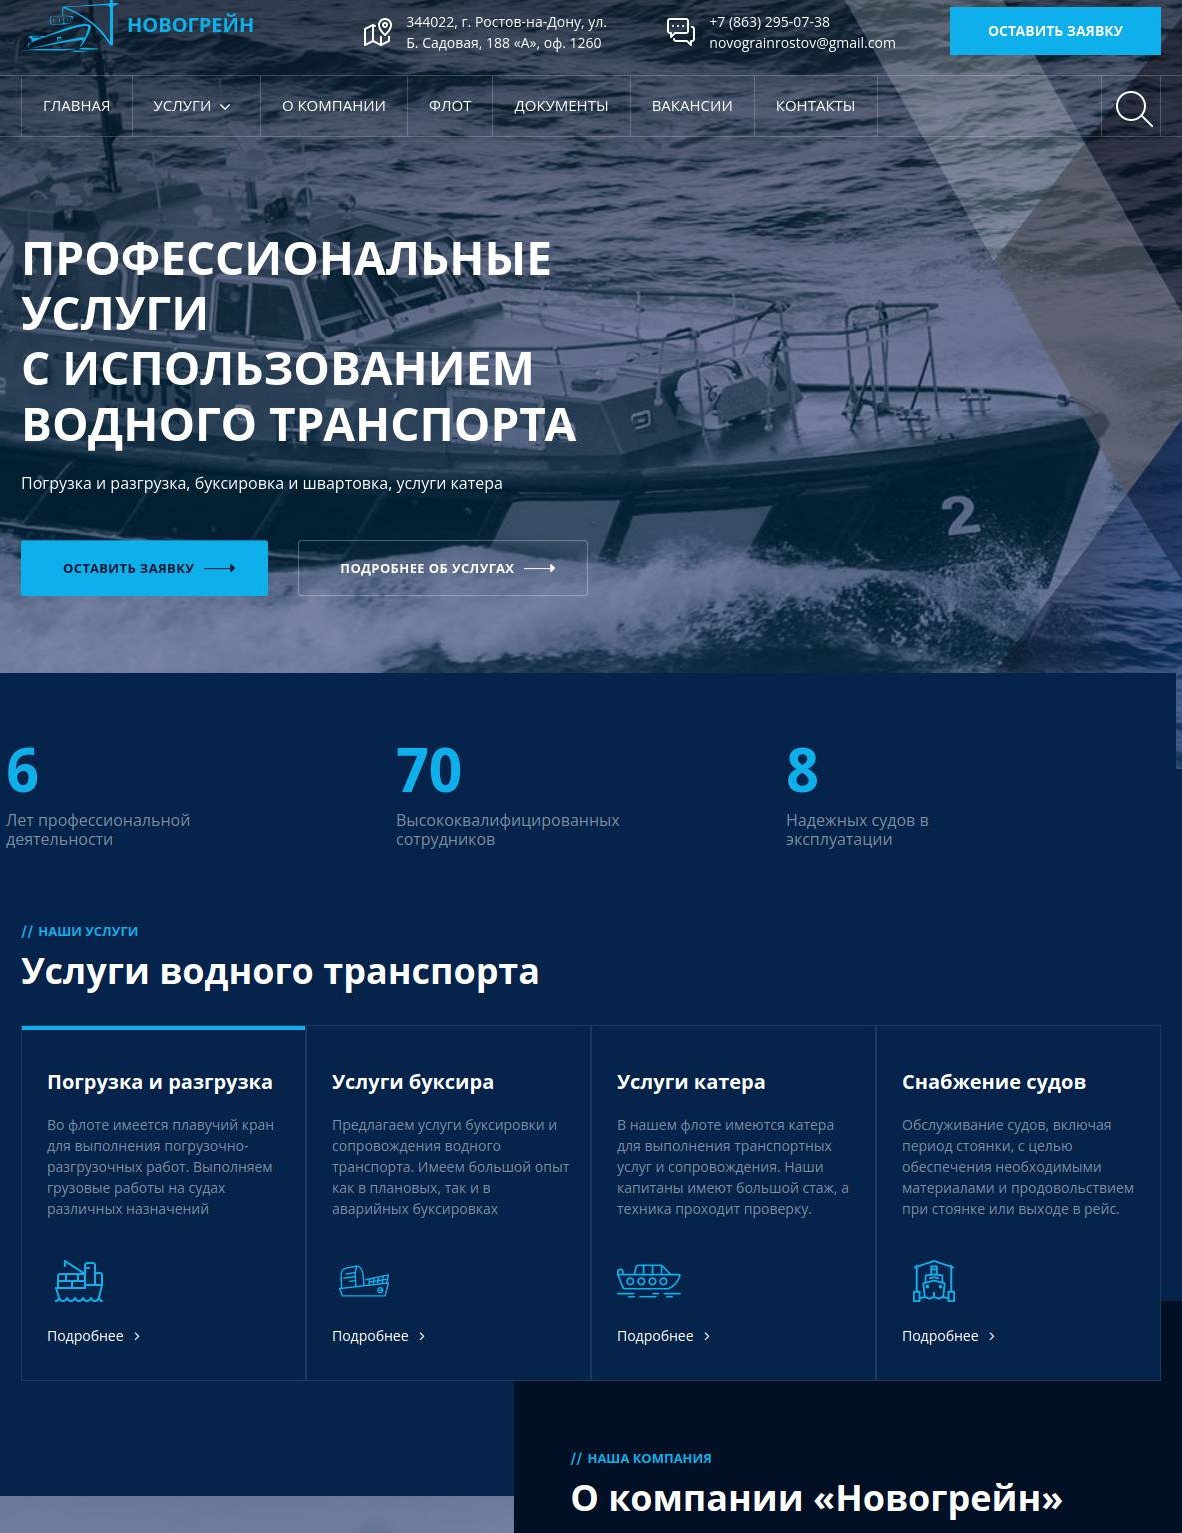 НОВОГРЕЙН
344022, г. Ростов-на-Дону, ул.
Б. Садовая, 188 «А», оф. 1260
+7 (863) 295-07-38
novograinrostov@gmail.com
ОСТАВИТЬ ЗАЯВКУ
ГЛАВНАЯ
УСЛУГИ
О КОМПАНИИ
ФЛОТ
ДОКУМЕНТЫ
ВАКАНСИИ
КОНТАКТЫ
ПРОФЕССИОНАЛЬНЫЕ
УСЛУГИ
С ИСПОЛЬЗОВАНИЕМ
ВОДНОГО ТРАНСПОРТА
PILOTS
2
Погрузка и разгрузка, буксировка и швартовка, услуги катера
ОСТАВИТЬ ЗАЯВКУ
ПОДРОБНЕЕ ОБ УСЛУГАХ
6
Лет профессиональной
деятельности
70
Высококвалифицированных
сотрудников
8
Надежных судов в
эксплуатации
// НАШИ УСЛУГИ
Услуги водного транспорта
Погрузка и разгрузка
Во флоте имеется плавучий кран
для выполнения погрузочно-
разгрузочных работ. Выполняем
грузовые работы на судах
различных назначений
Подробнее
Услуги буксира
Предлагаем услуги буксировки и
сопровождения водного
транспорта. Имеем большой опыт
как в плановых, так и в
аварийных буксировках
Подробнее
Услуги катера
В нашем флоте имеются катера
для выполнения транспортных
услуг и сопровождения. Наши
капитаны имеют большой стаж, а
техника проходит проверку.
Подробнее
Снабжение судов
Обслуживание судов, включая
период стоянки, с целью
обеспечения необходимыми
материалами и продовольствием
при стоянке или выходе в рейс.
Подробнее
// НАША КОМПАНИЯ
О компании «Новогрейн»